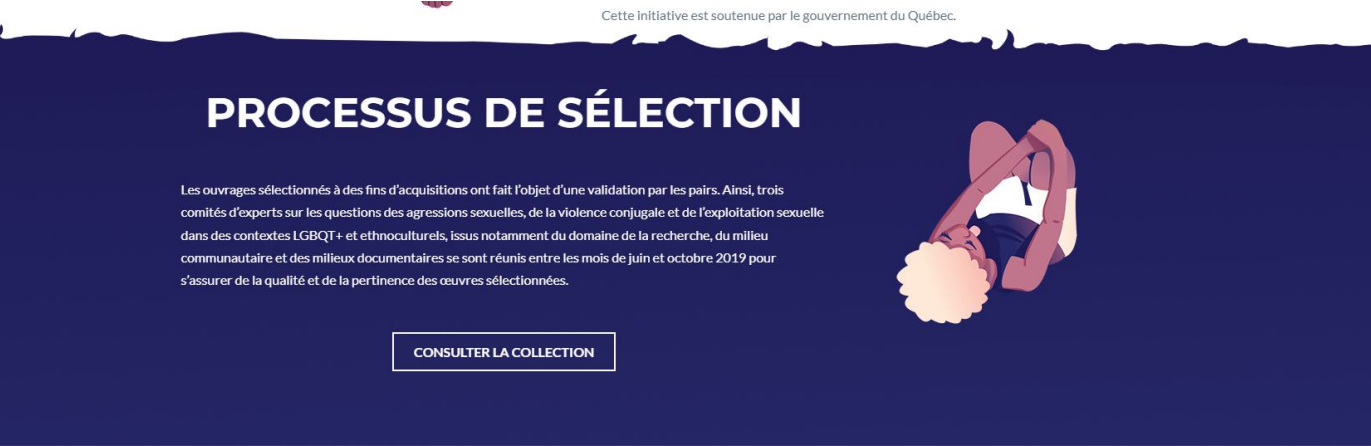 Cette initiative est soutenue par le gouvernement du Québec.
PROCESSUS DE SÉLECTION
Les ouvrages sélectionnés à des fins d'acquisitions ont fait l'objet d'une validation par les pairs. Ainsi, trois
comités d'experts sur les questions des agressions sexuelles, de la violence conjugale et de l'exploitation sexuelle
dans des contextes LGBQT+ et ethnoculturels, issus notamment du domaine de la recherche, du milieu
communautaire et des milieux documentaires se sont réunis entre les mois de juin et octobre 2019 pour
s'assurer de la qualité et de la pertinence des œuvres sélectionnées.
CONSULTER LA COLLECTION